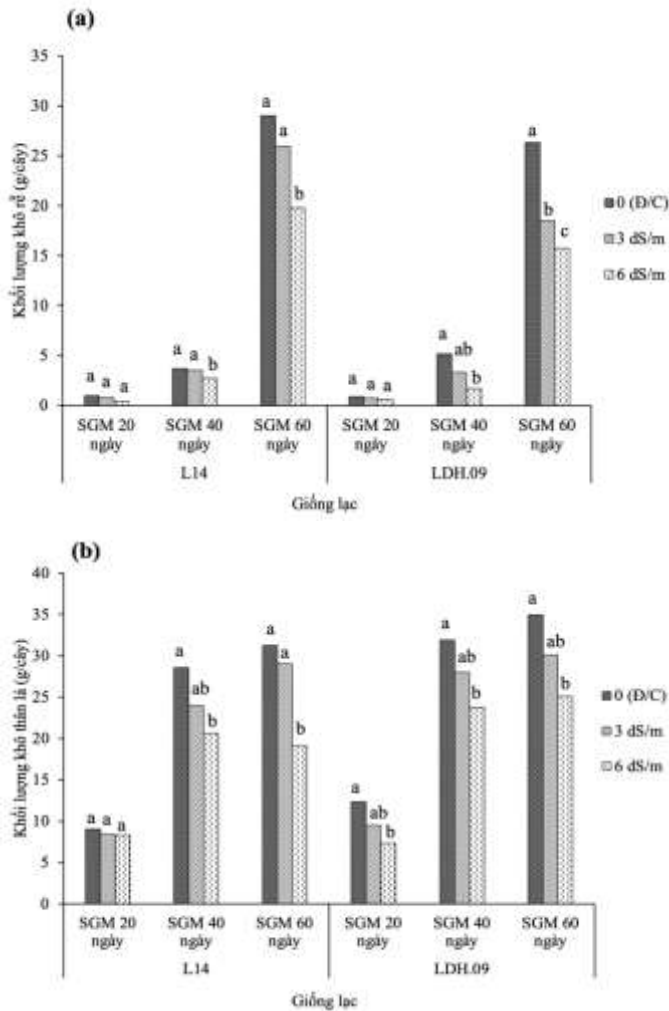 (a)
Khối lượng khô rễ (g/cây)
35
30
25
20
15
10
5
0
a a a
a a b
a a b
a a a
a ab b
a b c
0 (Đ/C)
3 dS/m
6 dS/m
SGM 20 SGM 40 SGM 60 SGM 20 SGM 40 SGM 60
ngày ngày ngày ngày ngày ngày
L14 LDH.09
Giống lạc
(b)
Khối lượng khô thân lá (g/cây)
40
35
30
25
20
15
10
5
0
a a a
a ab b
a a b
a ab b
a ab b
a ab b
0 (Đ/C)
3 dS/m
6 dS/m
SGM 20 SGM 40 SGM 60 SGM 20 SGM 40 SGM 60
ngày ngày ngày ngày ngày ngày
L14 LDH.09
Giống lạc